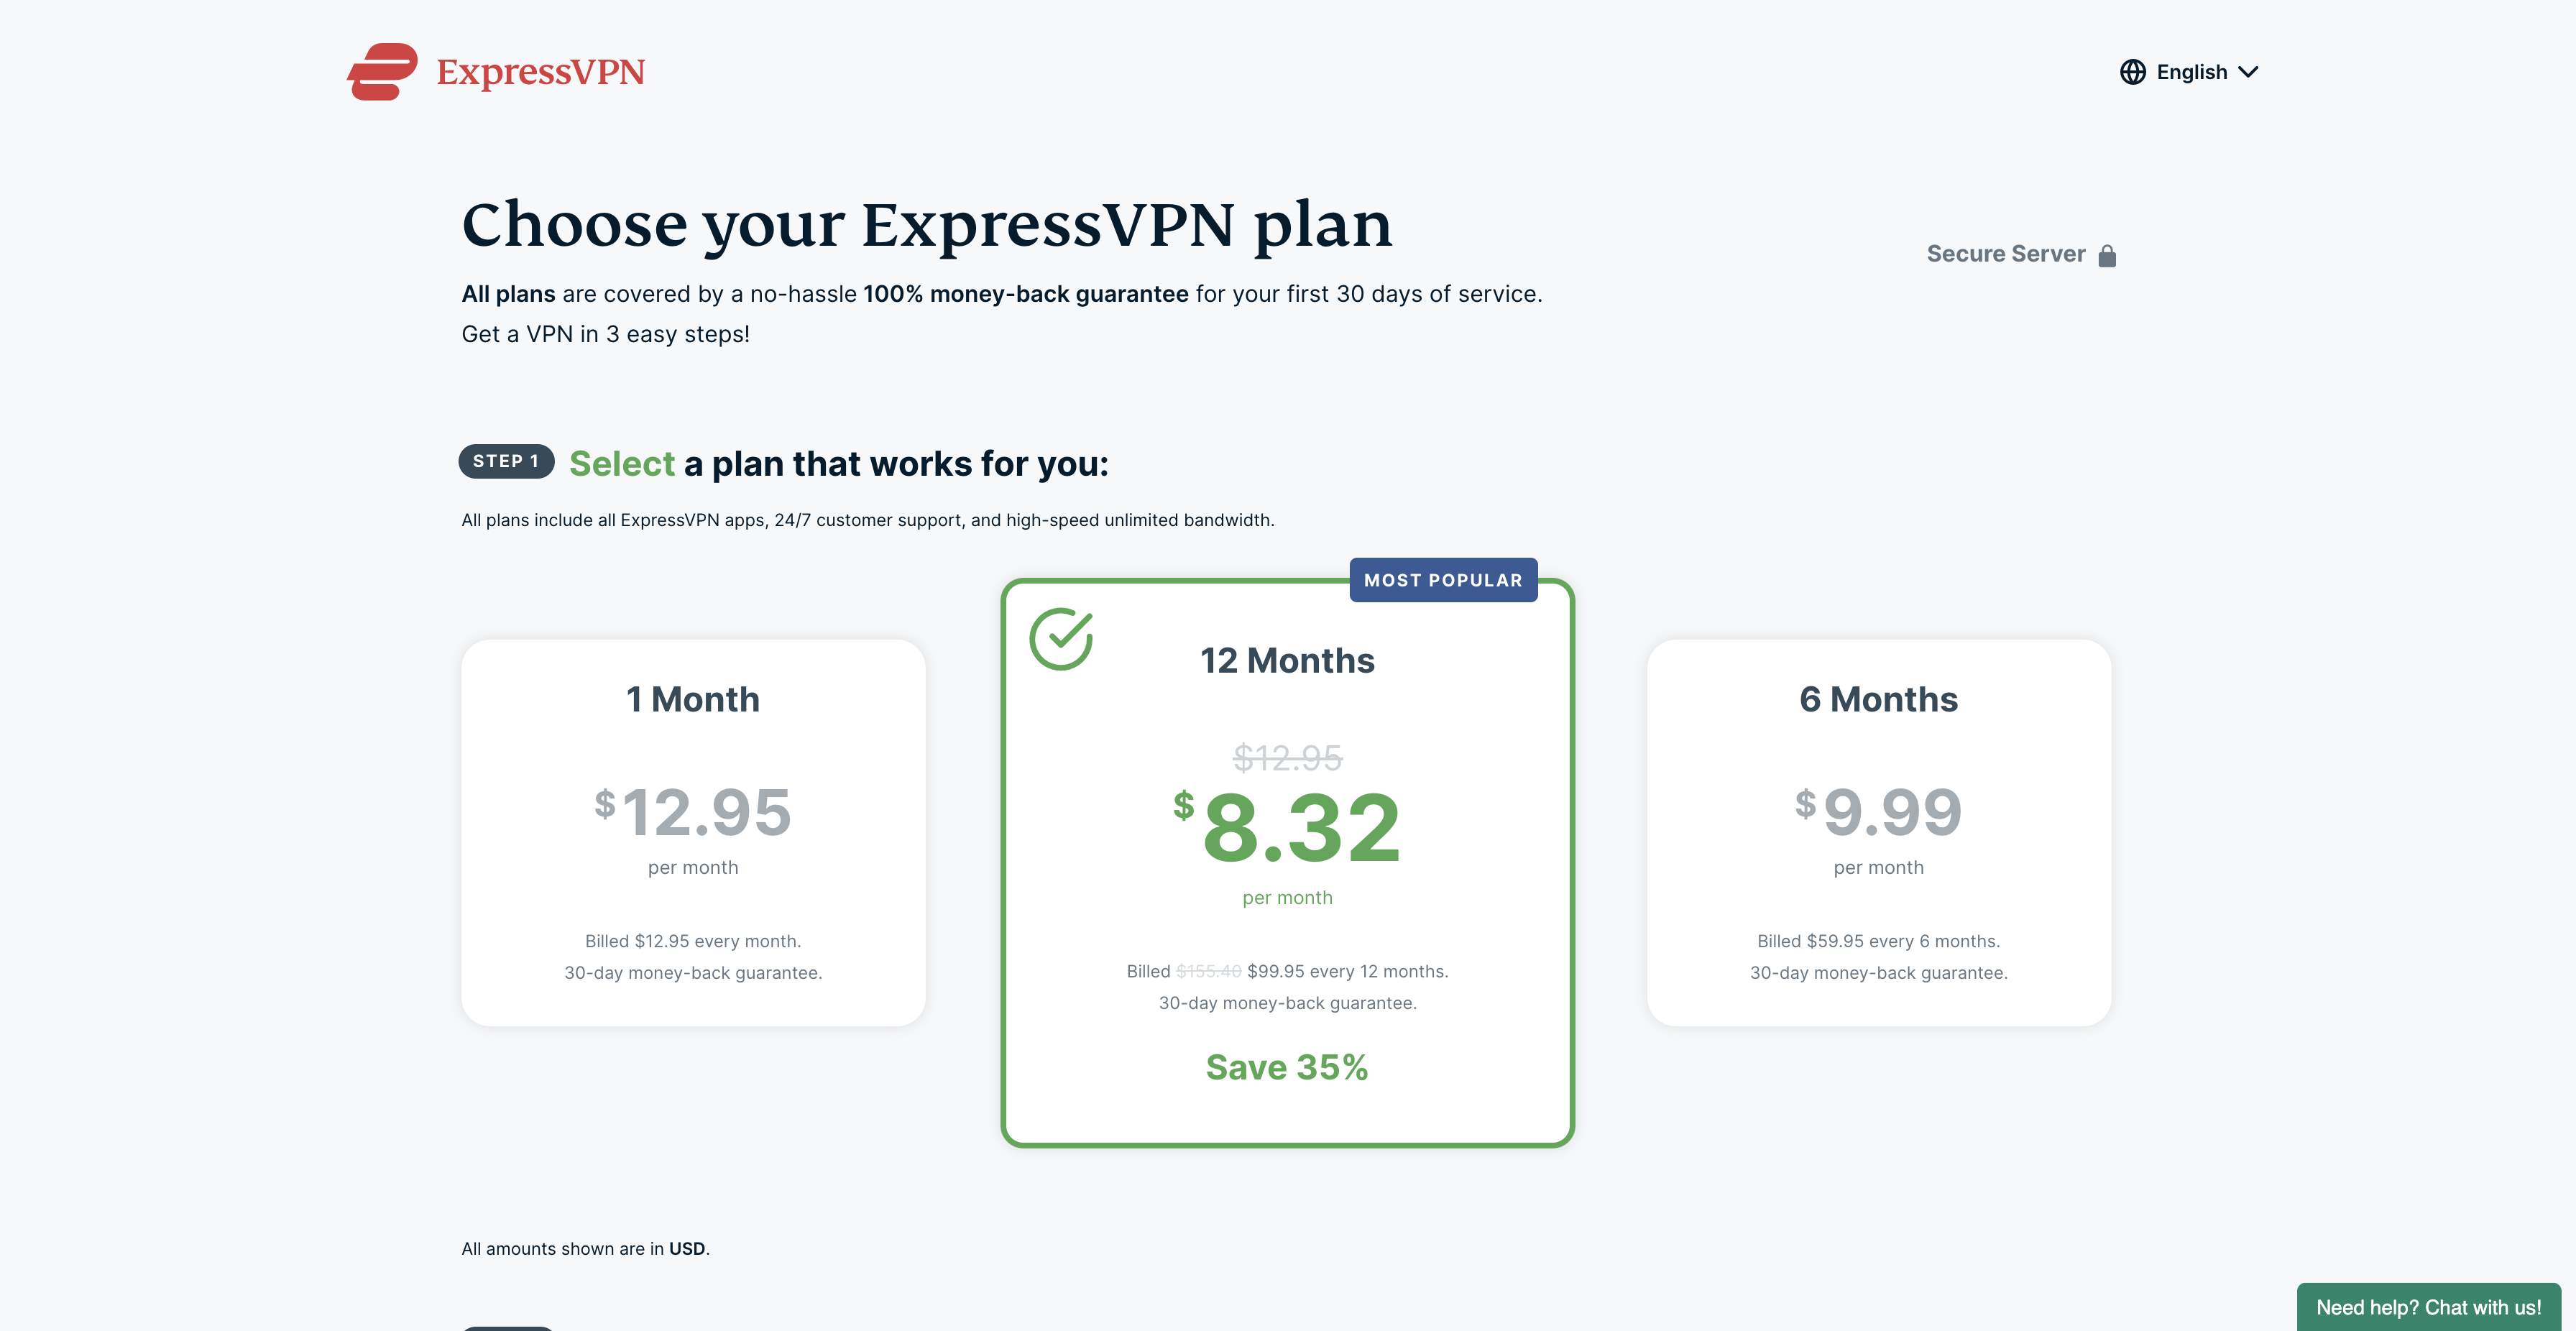 ExpressVPN
English
Choose your ExpressVPN plan
Secure Server
All plans are covered by a no-hassle 100% money-back guarantee for your first 30 days of service.
Get a VPN in 3 easy steps!
STEP 1
Select a plan that works for you:
All plans include all ExpressVPN apps, 24/7 customer support, and high-speed unlimited bandwidth.
1 Month
$12.95
per month
Billed $12.95 every month.
30-day money-back guarantee.
MOST POPULAR
12 Months
$12.95
$8.32
per month
Billed $155.40 $99.95 every 12 months.
30-day money-back guarantee.
Save 35%
6 Months
$9.99
per month
Billed $59.95 every 6 months.
30-day money-back guarantee.
All amounts shown are in USD.
Need help? Chat with us!